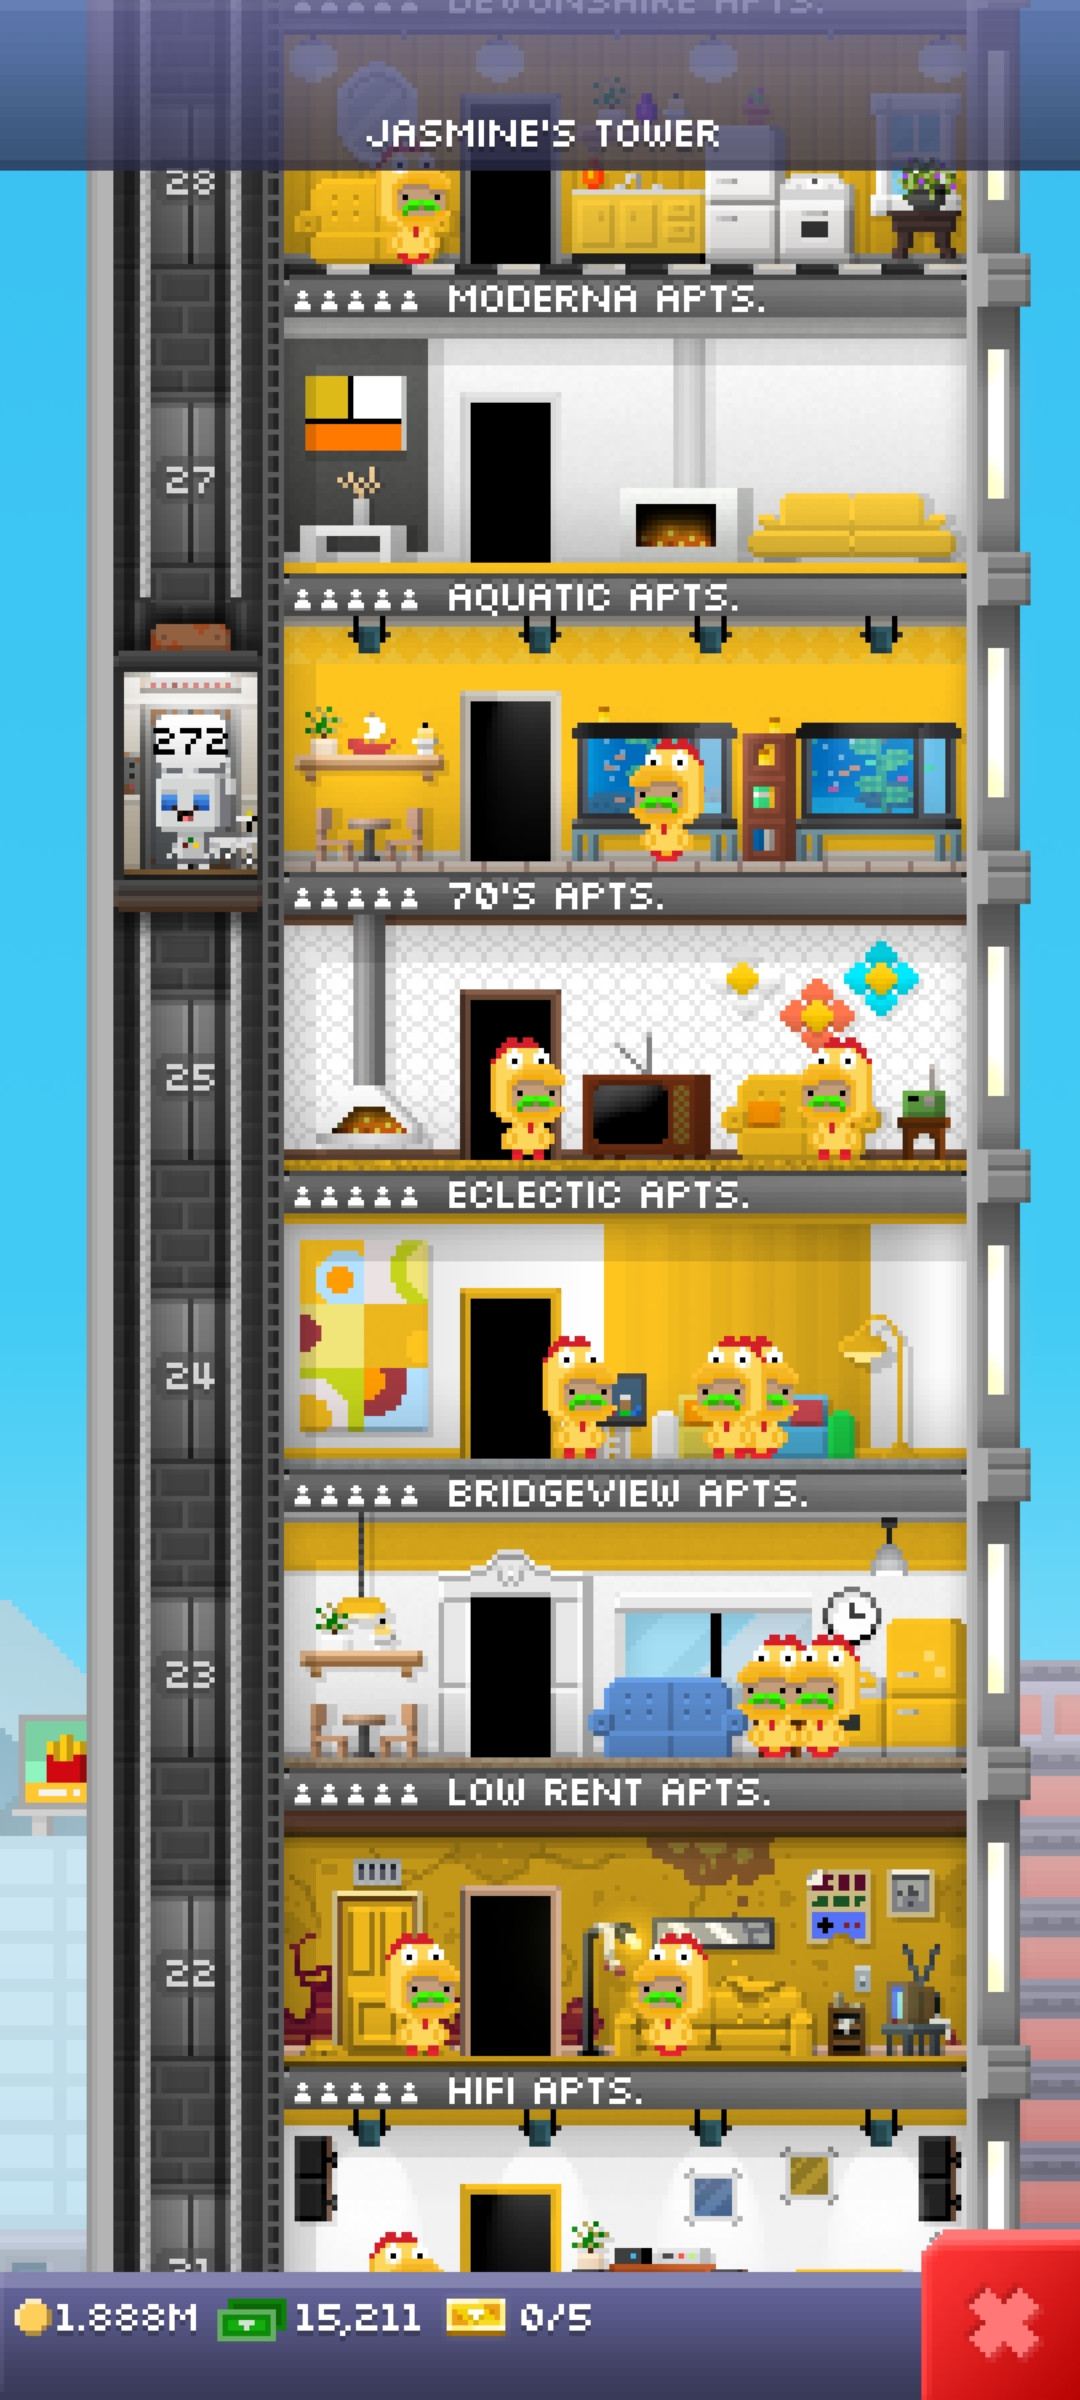 DEVONSHIRE APTS.
JASMINE'S TOWER
28
MODERNA APTS.
27
AQUATIC APTS.
272
70'S APTS.
25
ECLECTIC APTS.
24
BRIDGEVIEW APTS.
23
LOW RENT APTS.
22
HIFI APTS.
21
1.888M 15,211 0/5